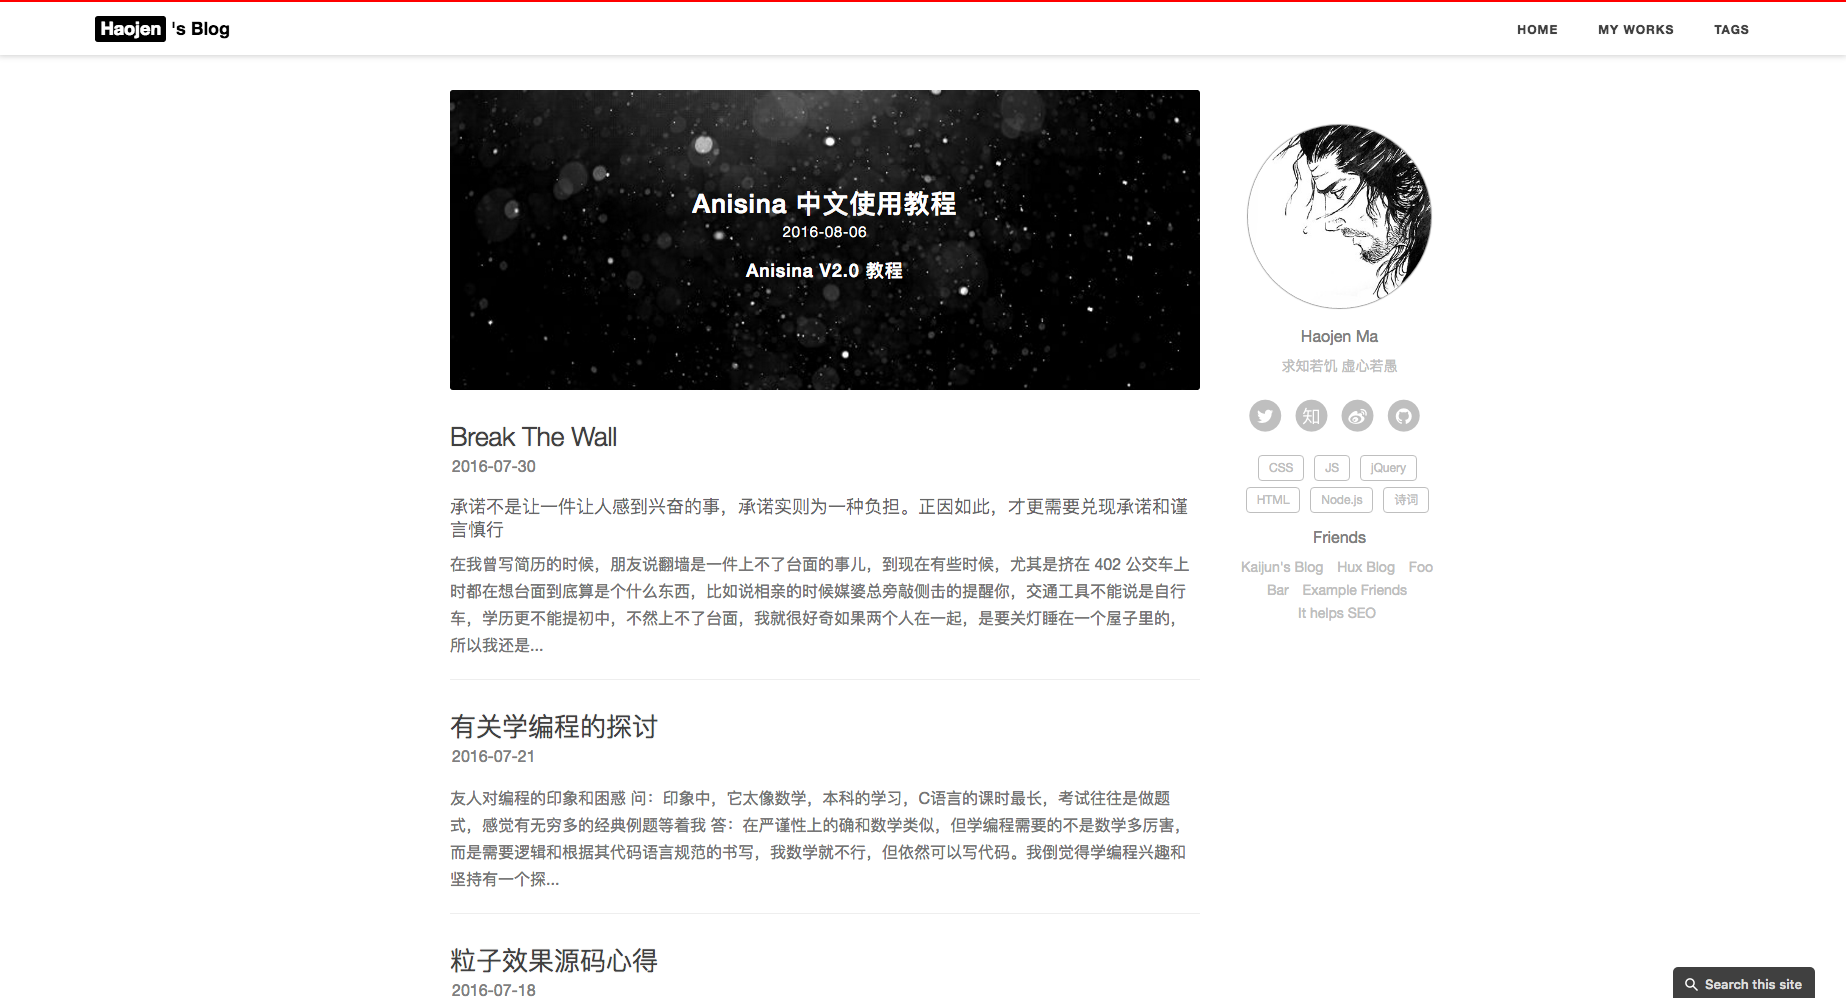 Haojen 's Blog
HOME MY WORKS TAGS
Anisina 中文使用教程
2016-08-06
Anisina V2.0 教程
Break The Wall
2016-07-30
承诺不是让一件让人感到兴奋的事，承诺实则为一种负担。正因如此，才更需要兑现承诺和谨
言慎行
在我曾写简历的时候，朋友说翻墙是一件上不了台面的事儿，到现在有些时候，尤其是挤在 402 公交车上
时都在想台面到底算是个什么东西，比如说相亲的时候媒婆总旁敲侧击的提醒你，交通工具不能说是自行
车，学历更不能提初中，不然上不了台面，我就很好奇如果两个人在一起，是要关灯睡在一个屋子里的，
所以我还是...
有关学编程的探讨
2016-07-21
友人对编程的印象和困惑 问：印象中，它太像数学，本科的学习，C语言的课时最长，考试往往是做题
式，感觉有无穷多的经典例题等着我 答：在严谨性上的确和数学类似，但学编程需要的不是数学多厉害，
而是需要逻辑和根据其代码语言规范的书写，我数学就不行，但依然可以写代码。我倒觉得学编程兴趣和
坚持有一个探...
粒子效果源码心得
2016-07-18
Haojen Ma
求知若饥 虚心若愚
知
CSS JS jQuery
HTML Node.js 诗词
Friends
Kaijun's Blog Hux Blog Foo
Bar Example Friends
It helps SEO
Search this site